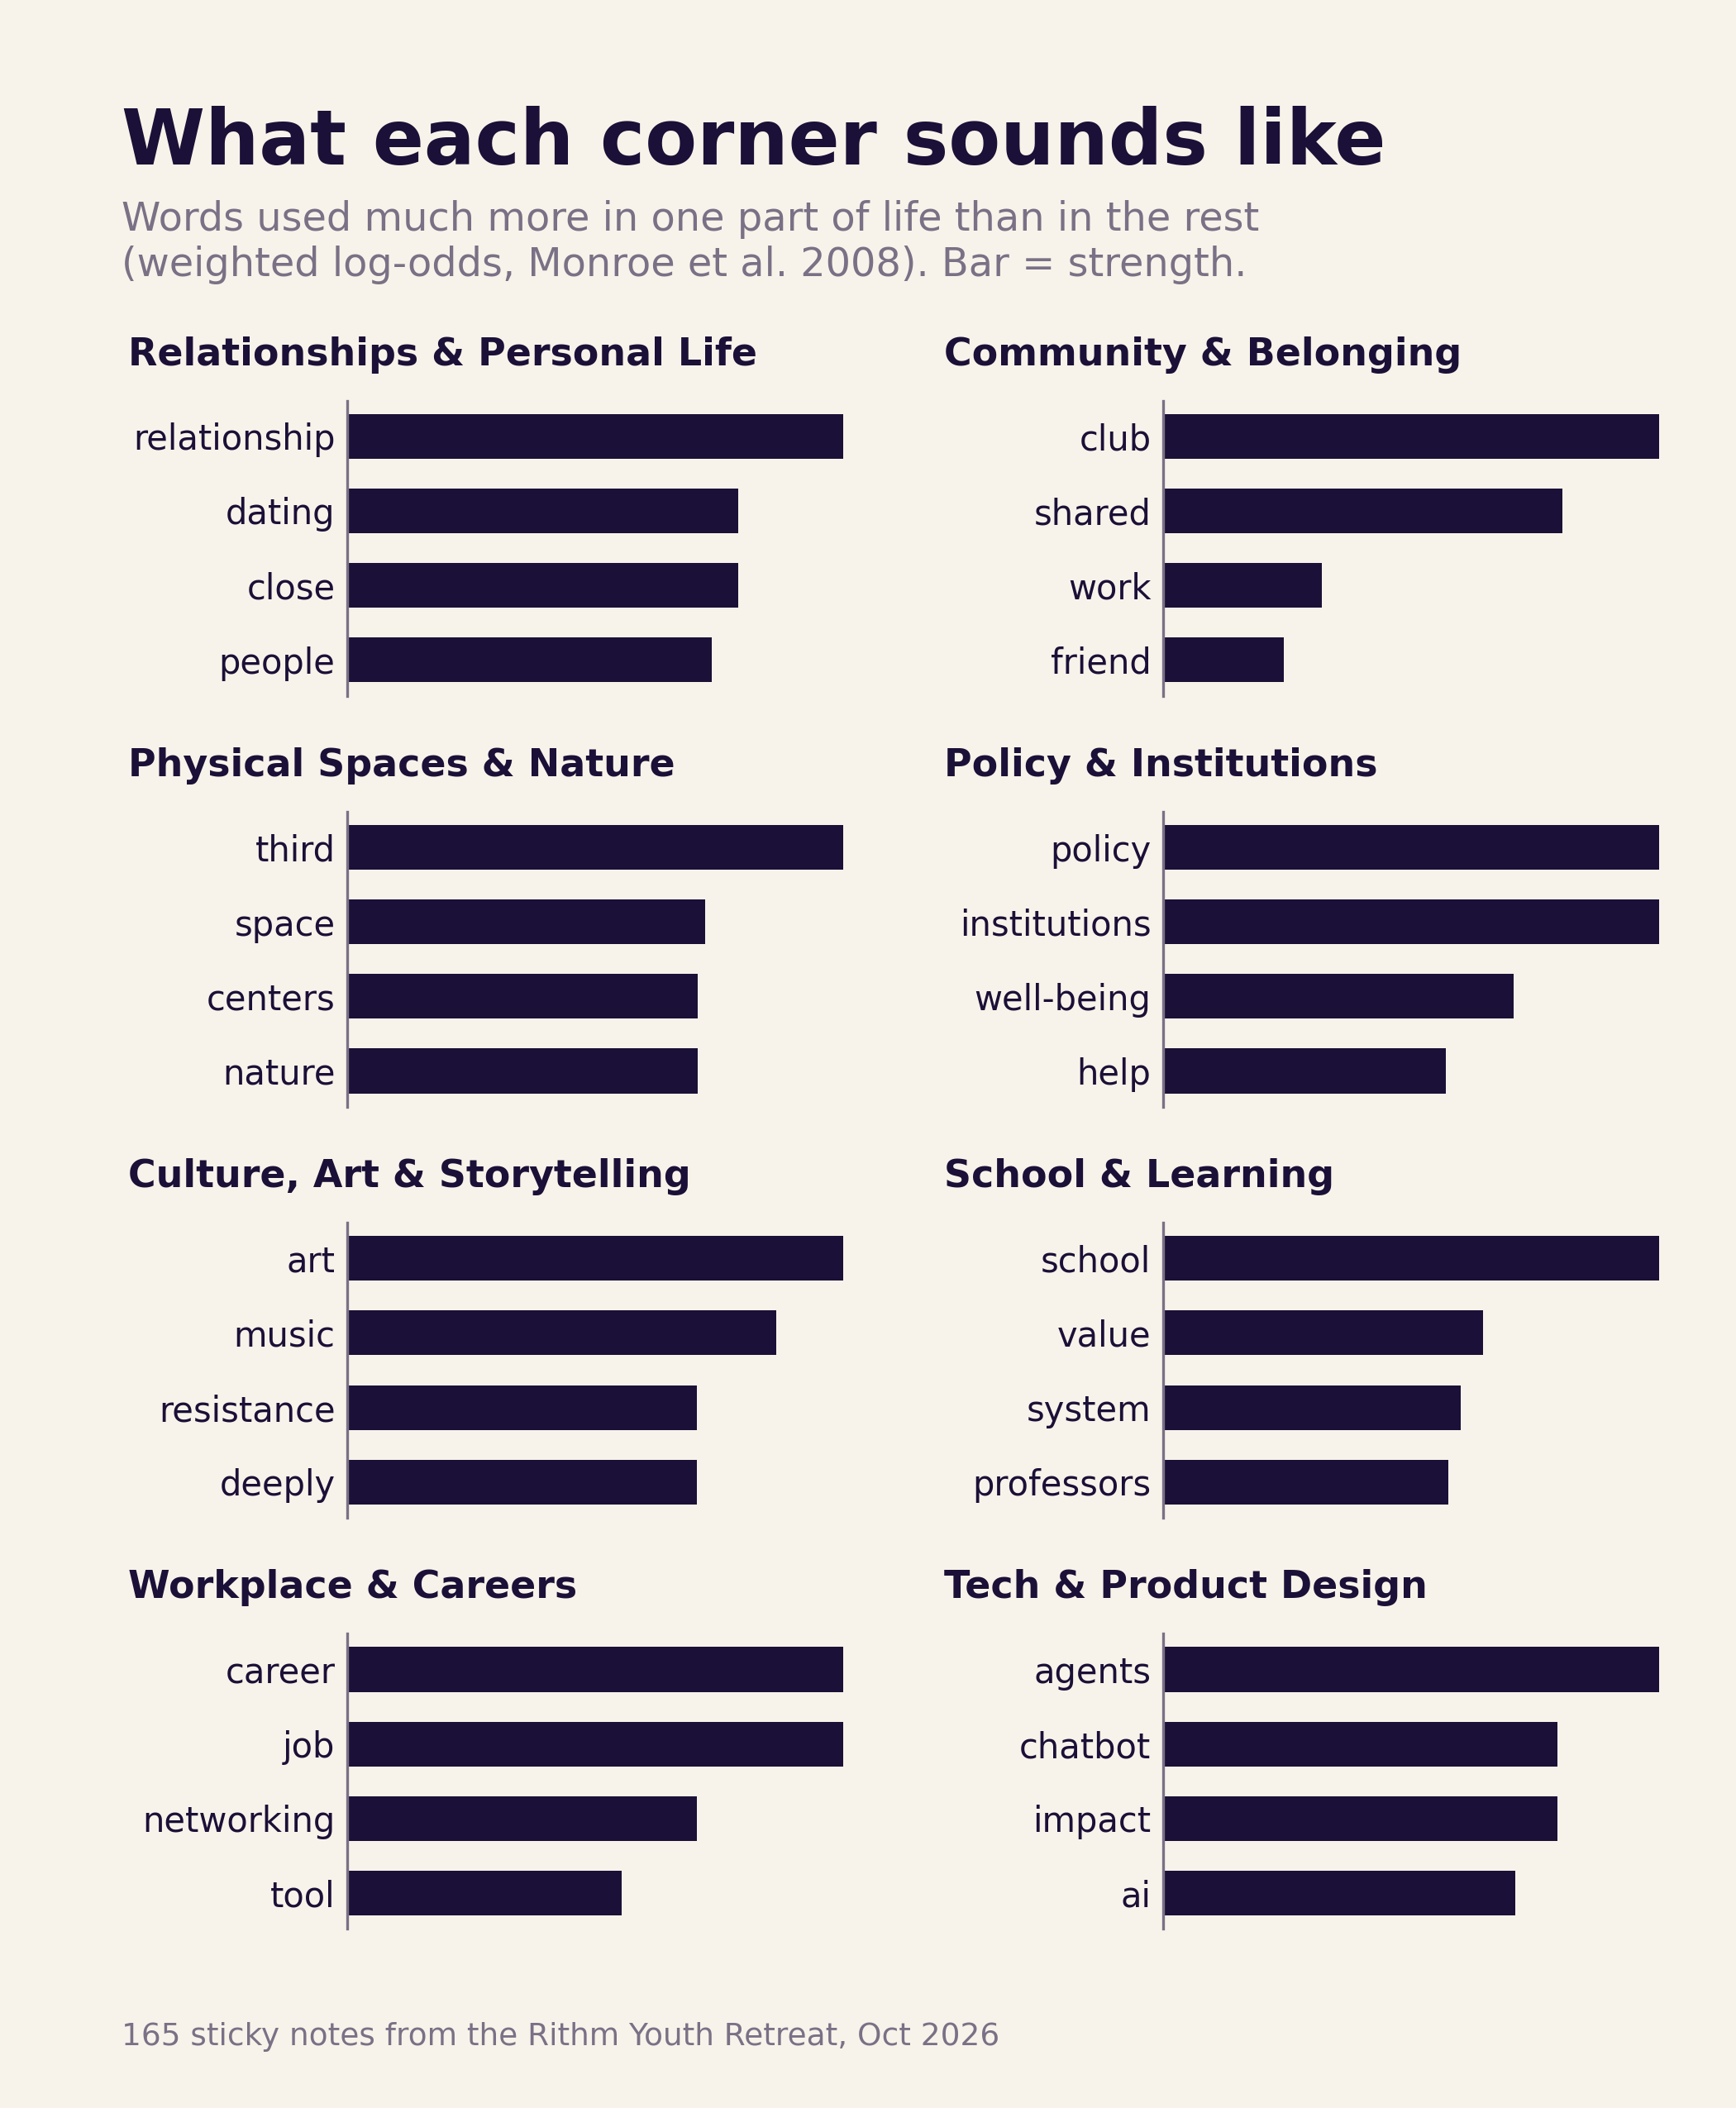 What each corner sounds like
Words used much more in one part of life than in the rest
(weighted log-odds, Monroe et al. 2008). Bar = strength.
Relationships & Personal Life
relationship
dating
close
people
Community & Belonging
club
shared
work
friend
Physical Spaces & Nature
third
space
centers
nature
Policy & Institutions
policy
institutions
well-being
help
Culture, Art & Storytelling
art
music
resistance
deeply
School & Learning
school
value
system
professors
Workplace & Careers
career
job
networking
tool
Tech & Product Design
agents
chatbot
impact
ai
165 sticky notes from the Rithm Youth Retreat, Oct 2026